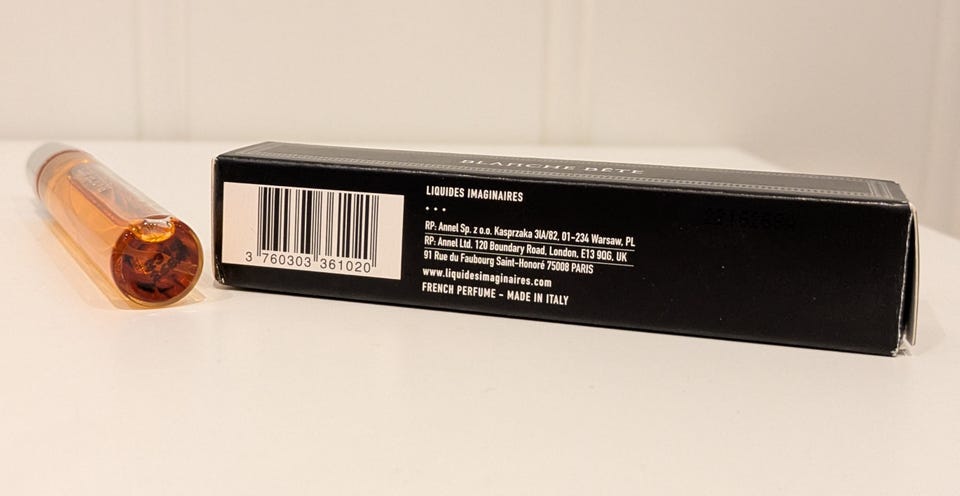 BLANCHE BÊTE
LIQUIDES IMAGINAIRES
• • •
RP: Annel Sp. z o.o. Kasprzaka 31A/82, 01-234 Warsaw, PL
RP: Annel Ltd. 120 Boundary Road, London, E13 9QG, UK
91 Rue du Faubourg Saint-Honoré 75008 PARIS
www.liquidesimaginaires.com
FRENCH PERFUME - MADE IN ITALY
3 760303 361020